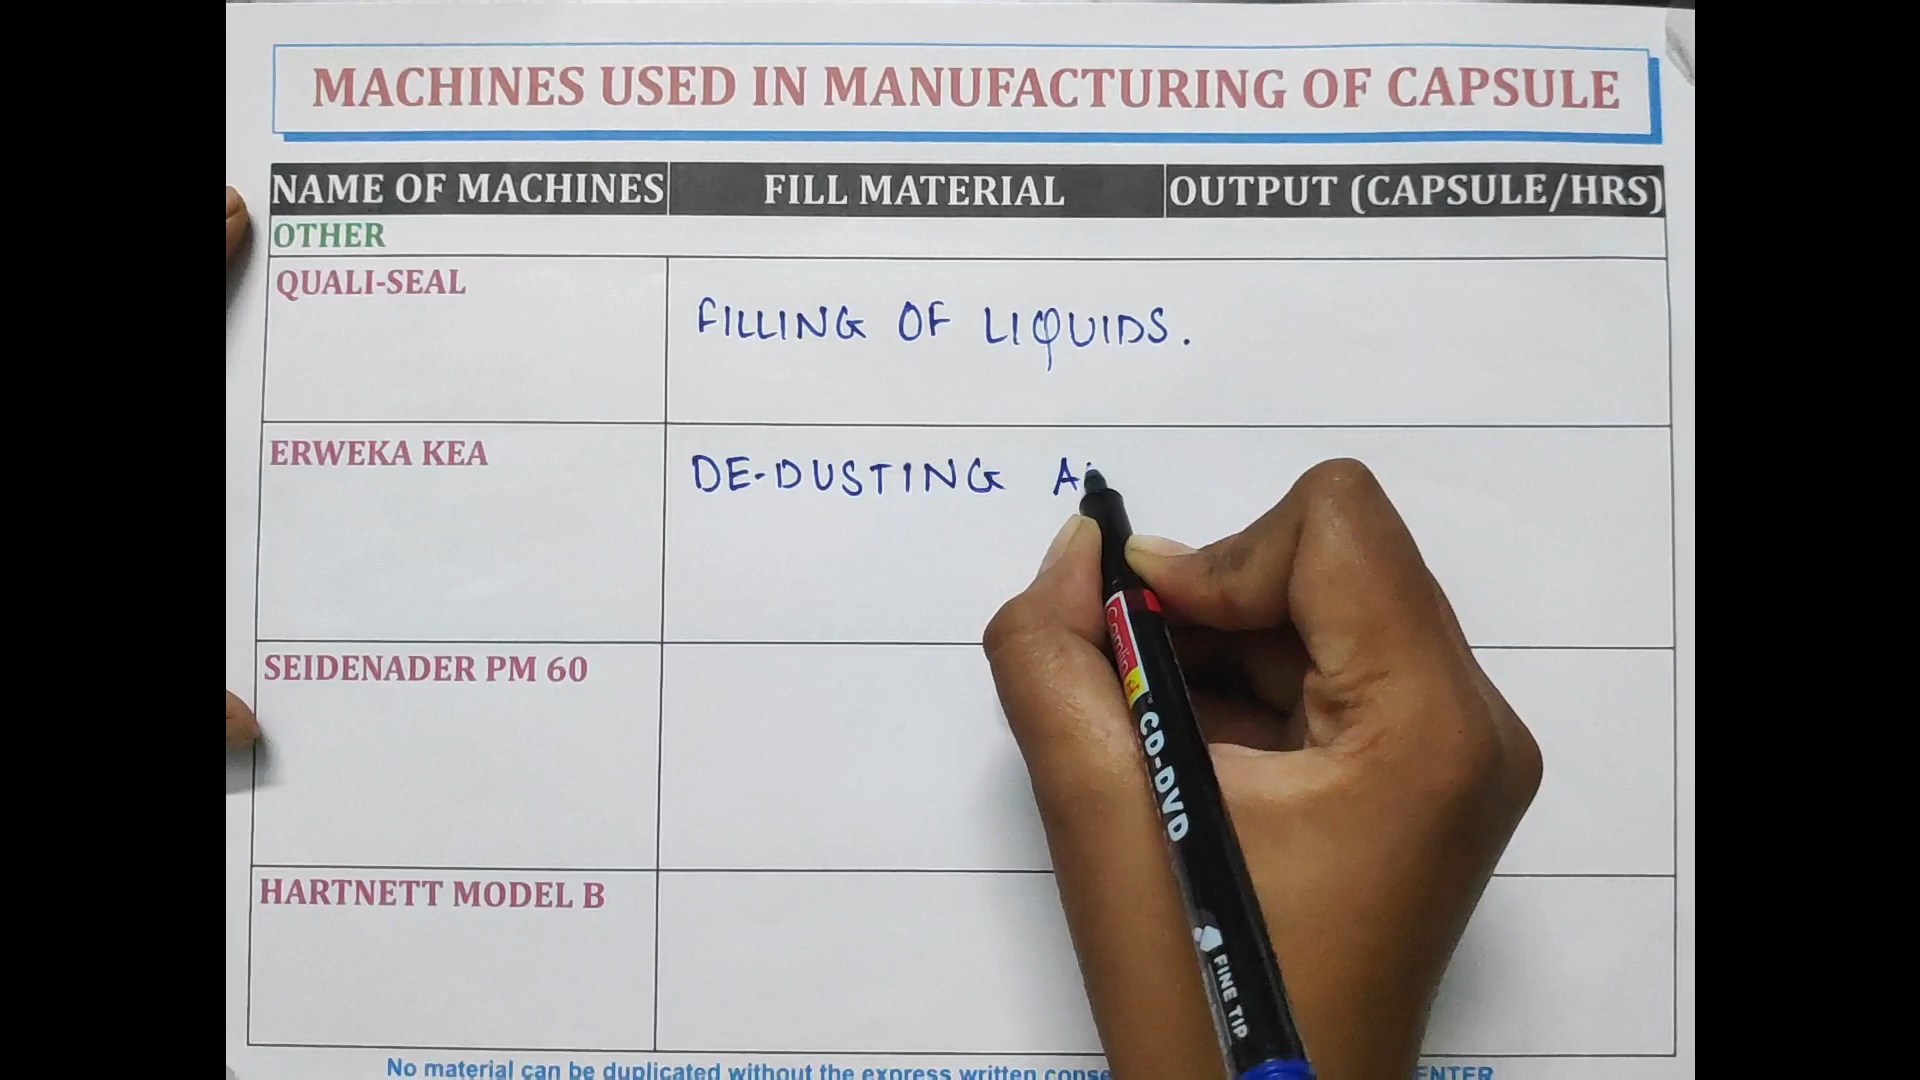 MACHINES USED IN MANUFACTURING OF CAPSULE
NAME OF MACHINES FILL MATERIAL OUTPUT (CAPSULE/HRS)
OTHER
QUALI-SEAL
FILLING OF LIQUIDS.
ERWEKA KEA
DE-DUSTING
SEIDENADER PM 60
HARTNETT MODEL B
Camlin
CD-DVD
FINE TIP
No material can be duplicated without the express written